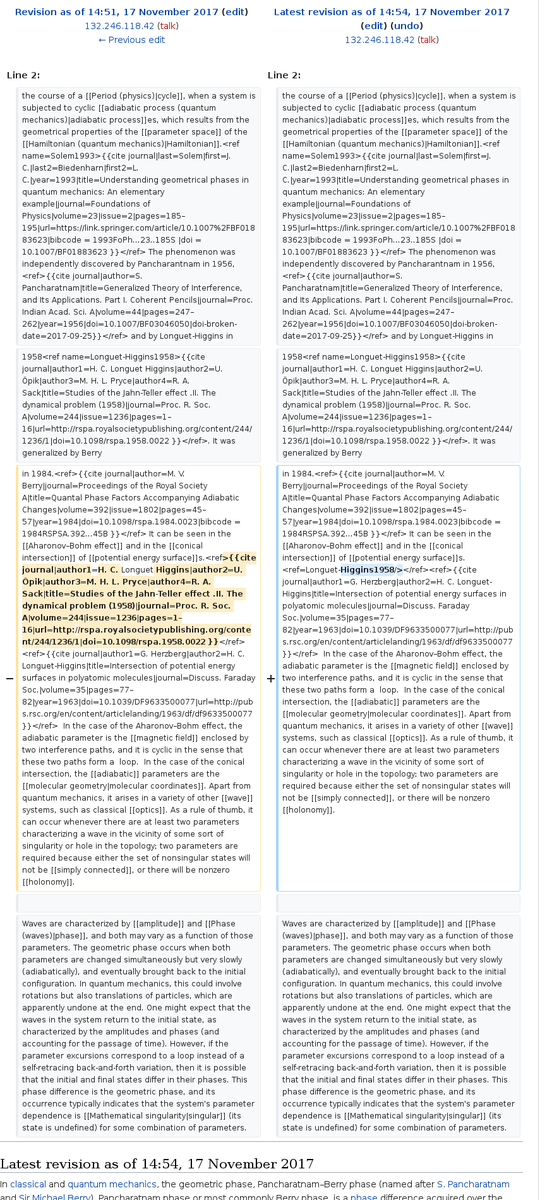 Revision as of 14:51, 17 November 2017 (edit)
132.246.118.42 (talk)
← Previous edit
Latest revision as of 14:54, 17 November 2017
(edit) (undo)
132.246.118.42 (talk)
Line 2:
the course of a [[Period (physics)|cycle]], when a system is
subjected to cyclic [[adiabatic process (quantum
mechanics)|adiabatic process]]es, which results from the
geometrical properties of the [[parameter space]] of the
[[Hamiltonian (quantum mechanics)|Hamiltonian]].<ref
name=Solem1993>{{cite journal|last=Solem|first=J.
C.|last2=Biedenharn|first2=L.
C.|year=1993|title=Understanding geometrical phases in
quantum mechanics: An elementary
example|journal=Foundations of
Physics|volume=23|issue=2|pages=185–
195|url=https://link.springer.com/article/10.1007%2FBF018
83623|bibcode = 1993FoPh...23..185S |doi =
10.1007/BF01883623 }}</ref> The phenomenon was
independently discovered by Pancharantnam in 1956,
<ref>{{cite journal|author=S.
Pancharatnam|title=Generalized Theory of Interference,
and Its Applications. Part I. Coherent Pencils|journal=Proc.
Indian Acad. Sci. A|volume=44|pages=247–
262|year=1956|doi=10.1007/BF03046050|doi-broken-
date=2017-09-25}}</ref> and by Longuet-Higgins in
1958<ref name=Longuet-Higgins1958>{{cite
journal|author1=H. C. Longuet Higgins|author2=U.
Öpik|author3=M. H. L. Pryce|author4=R. A.
Sack|title=Studies of the Jahn-Teller effect .II. The
dynamical problem (1958)|journal=Proc. R. Soc.
A|volume=244|issue=1236|pages=1–
16|url=http://rspa.royalsocietypublishing.org/content/244/
1236/1|doi=10.1098/rspa.1958.0022 }}</ref>. It was
generalized by Berry
−
in 1984.<ref>{{cite journal|author=M. V.
Berry|journal=Proceedings of the Royal Society
A|title=Quantal Phase Factors Accompanying Adiabatic
Changes|volume=392|issue=1802|pages=45–
57|year=1984|doi=10.1098/rspa.1984.0023|bibcode =
1984RSPSA.392...45B }}</ref> It can be seen in the
[[Aharonov–Bohm effect]] and in the [[conical
intersection]] of [[potential energy surface]]s.<ref>{{cite
journal|author1=H. C. Longuet Higgins|author2=U.
Öpik|author3=M. H. L. Pryce|author4=R. A.
Sack|title=Studies of the Jahn-Teller effect .II. The
dynamical problem (1958)|journal=Proc. R. Soc.
A|volume=244|issue=1236|pages=1–
16|url=http://rspa.royalsocietypublishing.org/conte
nt/244/1236/1|doi=10.1098/rspa.1958.0022 }}</ref>
<ref>{{cite journal|author1=G. Herzberg|author2=H. C.
Longuet-Higgins|title=Intersection of potential energy
surfaces in polyatomic molecules|journal=Discuss. Faraday
Soc.|volume=35|pages=77–
82|year=1963|doi=10.1039/DF9633500077|url=http://pub
s.rsc.org/en/content/articlelanding/1963/df/df9633500077
}}</ref>  In the case of the Aharonov–Bohm effect, the
adiabatic parameter is the [[magnetic field]] enclosed by
two interference paths, and it is cyclic in the sense that
these two paths form a  loop.  In the case of the conical
intersection, the [[adiabatic]] parameters are the
[[molecular geometry|molecular coordinates]]. Apart from
quantum mechanics, it arises in a variety of other [[wave]]
systems, such as classical [[optics]]. As a rule of thumb, it
can occur whenever there are at least two parameters
characterizing a wave in the vicinity of some sort of
singularity or hole in the topology; two parameters are
required because either the set of nonsingular states will
not be [[simply connected]], or there will be nonzero
[[holonomy]].
Waves are characterized by [[amplitude]] and [[Phase
(waves)|phase]], and both may vary as a function of those
parameters. The geometric phase occurs when both
parameters are changed simultaneously but very slowly
(adiabatically), and eventually brought back to the initial
configuration. In quantum mechanics, this could involve
rotations but also translations of particles, which are
apparently undone at the end. One might expect that the
waves in the system return to the initial state, as
characterized by the amplitudes and phases (and
accounting for the passage of time). However, if the
parameter excursions correspond to a loop instead of a
self-retracing back-and-forth variation, then it is possible
that the initial and final states differ in their phases. This
phase difference is the geometric phase, and its
occurrence typically indicates that the system's parameter
dependence is [[Mathematical singularity|singular]] (its
state is undefined) for some combination of parameters.
Line 2:
the course of a [[Period (physics)|cycle]], when a system is
subjected to cyclic [[adiabatic process (quantum
mechanics)|adiabatic process]]es, which results from the
geometrical properties of the [[parameter space]] of the
[[Hamiltonian (quantum mechanics)|Hamiltonian]].<ref
name=Solem1993>{{cite journal|last=Solem|first=J.
C.|last2=Biedenharn|first2=L.
C.|year=1993|title=Understanding geometrical phases in
quantum mechanics: An elementary
example|journal=Foundations of
Physics|volume=23|issue=2|pages=185–
195|url=https://link.springer.com/article/10.1007%2FBF018
83623|bibcode = 1993FoPh...23..185S |doi =
10.1007/BF01883623 }}</ref> The phenomenon was
independently discovered by Pancharantnam in 1956,
<ref>{{cite journal|author=S.
Pancharatnam|title=Generalized Theory of Interference,
and Its Applications. Part I. Coherent Pencils|journal=Proc.
Indian Acad. Sci. A|volume=44|pages=247–
262|year=1956|doi=10.1007/BF03046050|doi-broken-
date=2017-09-25}}</ref> and by Longuet-Higgins in
1958<ref name=Longuet-Higgins1958>{{cite
journal|author1=H. C. Longuet Higgins|author2=U.
Öpik|author3=M. H. L. Pryce|author4=R. A.
Sack|title=Studies of the Jahn-Teller effect .II. The
dynamical problem (1958)|journal=Proc. R. Soc.
A|volume=244|issue=1236|pages=1–
16|url=http://rspa.royalsocietypublishing.org/content/244/
1236/1|doi=10.1098/rspa.1958.0022 }}</ref>. It was
generalized by Berry
+
in 1984.<ref>{{cite journal|author=M. V.
Berry|journal=Proceedings of the Royal Society
A|title=Quantal Phase Factors Accompanying Adiabatic
Changes|volume=392|issue=1802|pages=45–
57|year=1984|doi=10.1098/rspa.1984.0023|bibcode =
1984RSPSA.392...45B }}</ref> It can be seen in the
[[Aharonov–Bohm effect]] and in the [[conical
intersection]] of [[potential energy surface]]s.
<ref=Longuet-Higgins1958/></ref><ref>{{cite
journal|author1=G. Herzberg|author2=H. C. Longuet-
Higgins|title=Intersection of potential energy surfaces in
polyatomic molecules|journal=Discuss. Faraday
Soc.|volume=35|pages=77–
82|year=1963|doi=10.1039/DF9633500077|url=http://pub
s.rsc.org/en/content/articlelanding/1963/df/df9633500077
}}</ref>  In the case of the Aharonov–Bohm effect, the
adiabatic parameter is the [[magnetic field]] enclosed by
two interference paths, and it is cyclic in the sense that
these two paths form a  loop.  In the case of the conical
intersection, the [[adiabatic]] parameters are the
[[molecular geometry|molecular coordinates]]. Apart from
quantum mechanics, it arises in a variety of other [[wave]]
systems, such as classical [[optics]]. As a rule of thumb, it
can occur whenever there are at least two parameters
characterizing a wave in the vicinity of some sort of
singularity or hole in the topology; two parameters are
required because either the set of nonsingular states will
not be [[simply connected]], or there will be nonzero
[[holonomy]].
Waves are characterized by [[amplitude]] and [[Phase
(waves)|phase]], and both may vary as a function of those
parameters. The geometric phase occurs when both
parameters are changed simultaneously but very slowly
(adiabatically), and eventually brought back to the initial
configuration. In quantum mechanics, this could involve
rotations but also translations of particles, which are
apparently undone at the end. One might expect that the
waves in the system return to the initial state, as
characterized by the amplitudes and phases (and
accounting for the passage of time). However, if the
parameter excursions correspond to a loop instead of a
self-retracing back-and-forth variation, then it is possible
that the initial and final states differ in their phases. This
phase difference is the geometric phase, and its
occurrence typically indicates that the system's parameter
dependence is [[Mathematical singularity|singular]] (its
state is undefined) for some combination of parameters.
Latest revision as of 14:54, 17 November 2017
In classical and quantum mechanics, the geometric phase, Pancharatnam–Berry phase (named after S. Pancharatnam
and Sir Michael Berry), Pancharatnam phase or most commonly Berry phase, is a phase difference acquired over the